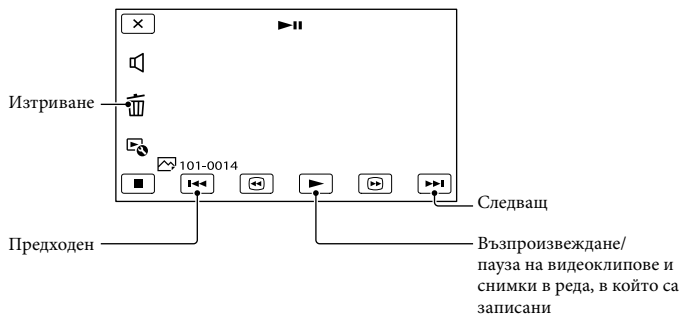 Изтриване
101-0014
Следващ
Предходен
Възпроизвеждане/
пауза на видеоклипове и
снимки в реда, в който са
записани